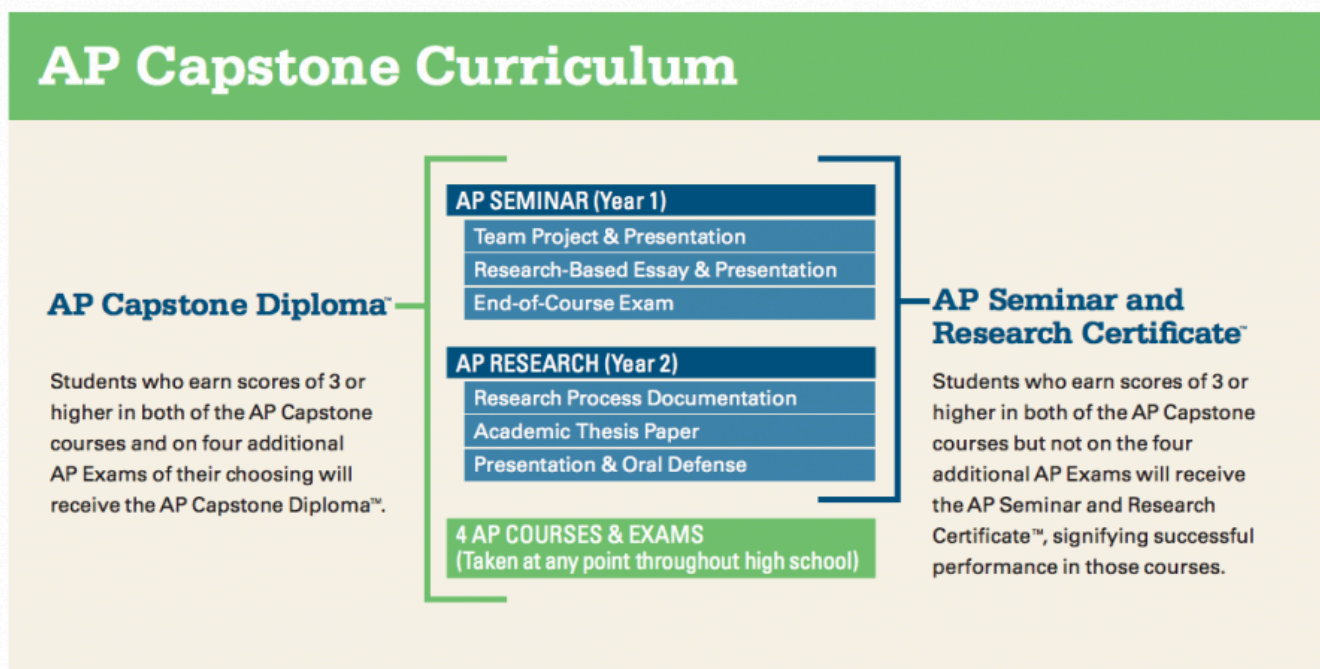 AP Capstone Curriculum
AP Capstone Diploma™
Students who earn scores of 3 or
higher in both of the AP Capstone
courses and on four additional
AP Exams of their choosing will
receive the AP Capstone Diploma™.
AP SEMINAR (Year 1)
Team Project & Presentation
Research-Based Essay & Presentation
End-of-Course Exam
AP RESEARCH (Year 2)
Research Process Documentation
Academic Thesis Paper
Presentation & Oral Defense
4 AP COURSES & EXAMS
(Taken at any point throughout high school)
AP Seminar and
Research Certificate™
Students who earn scores of 3 or
higher in both of the AP Capstone
courses but not on the four
additional AP Exams will receive
the AP Seminar and Research
Certificate™, signifying successful
performance in those courses.